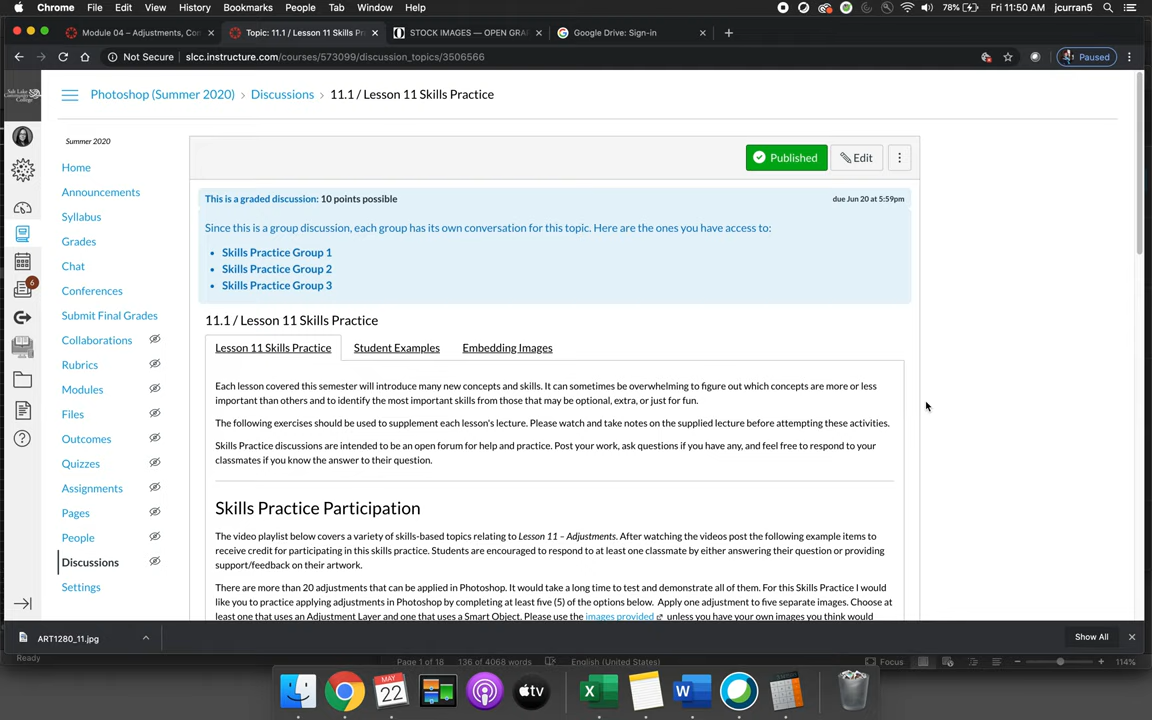 Chrome File Edit View History Bookmarks People Tab Window Help 78% Fri 11:50 AM jcurran5
Module 04 – Adjustments, Co Topic: 11.1 / Lesson 11 Skills Pr STOCK IMAGES — OPEN GRA Google Drive: Sign-in
Not Secure | slcc.instructure.com/courses/573099/discussion_topics/3506566 Paused
Photoshop (Summer 2020) > Discussions > 11.1 / Lesson 11 Skills Practice
Summer 2020
Home
Announcements
Syllabus
Grades
Chat
Conferences
Submit Final Grades
Collaborations
Rubrics
Modules
Files
Outcomes
Quizzes
Assignments
Pages
People
Discussions
Settings
6
Published Edit
This is a graded discussion: 10 points possible due Jun 20 at 5:59pm
Since this is a group discussion, each group has its own conversation for this topic. Here are the ones you have access to:
• Skills Practice Group 1
• Skills Practice Group 2
• Skills Practice Group 3
11.1 / Lesson 11 Skills Practice
Lesson 11 Skills Practice Student Examples Embedding Images
Each lesson covered this semester will introduce many new concepts and skills. It can sometimes be overwhelming to figure out which concepts are more or less
important than others and to identify the most important skills from those that may be optional, extra, or just for fun.
The following exercises should be used to supplement each lesson's lecture. Please watch and take notes on the supplied lecture before attempting these activities.
Skills Practice discussions are intended to be an open forum for help and practice. Post your work, ask questions if you have any, and feel free to respond to your
classmates if you know the answer to their question.
Skills Practice Participation
The video playlist below covers a variety of skills-based topics relating to Lesson 11 – Adjustments. After watching the videos post the following example items to
receive credit for participating in this skills practice. Students are encouraged to respond to at least one classmate by either answering their question or providing
support/feedback on their artwork.
There are more than 20 adjustments that can be applied in Photoshop. It would take a long time to test and demonstrate all of them. For this Skills Practice I would
like you to practice applying adjustments in Photoshop by completing at least five (5) of the options below. Apply one adjustment to five separate images. Choose at
least one that uses an Adjustment Layer and one that uses a Smart Object. Please use the images provided unless you have your own images you think would
ART1280_11.jpg Show All
Ready Page 1 of 18 136 of 4068 words English (United States) Focus 114%
MAY
22
tv